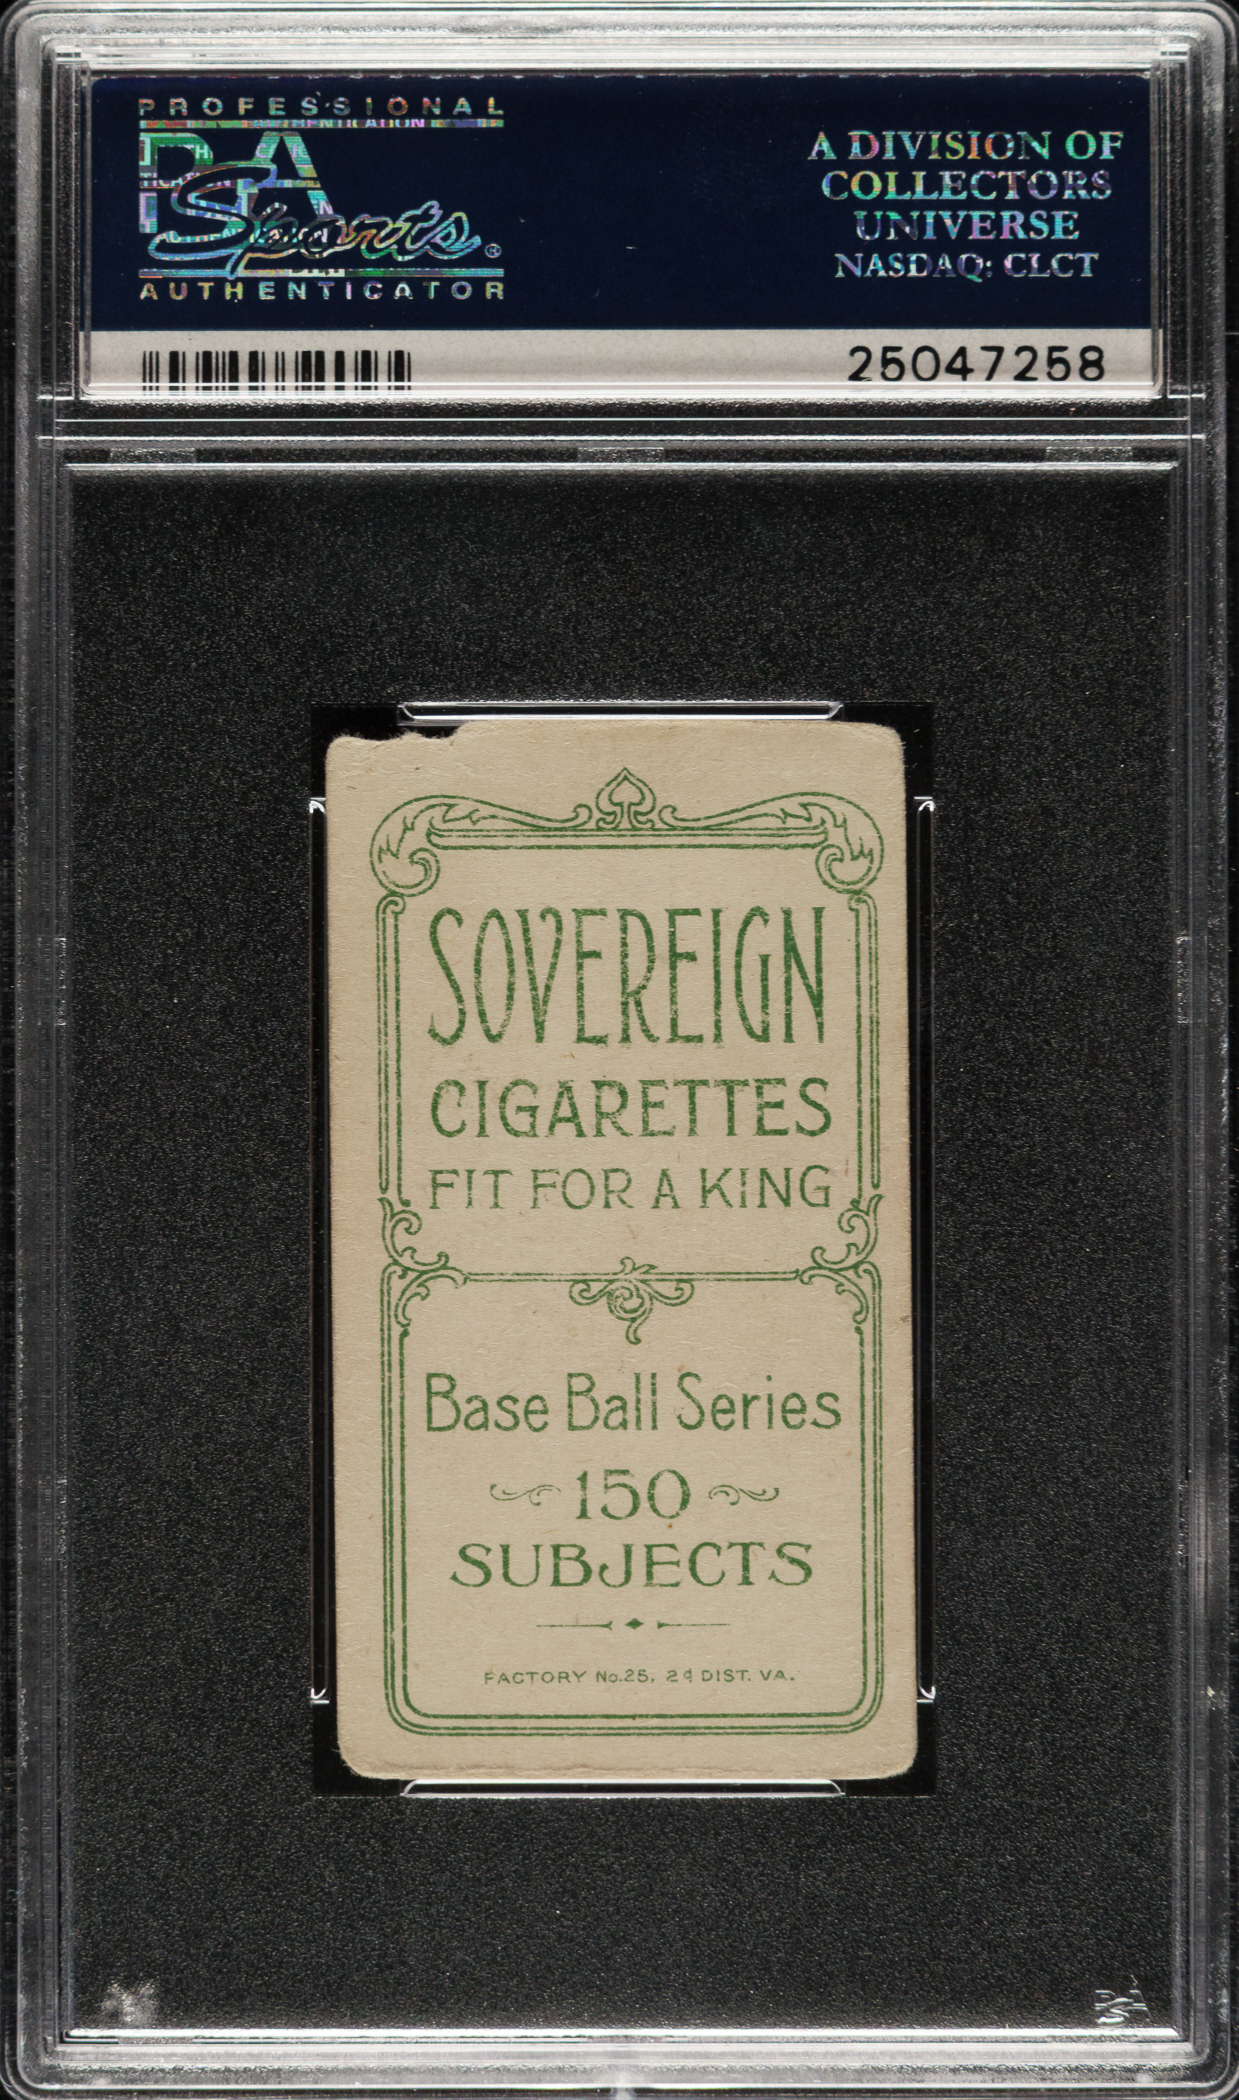 PROFESSIONAL
PSA
Sports ®
AUTHENTICATOR
A DIVISION OF
COLLECTORS
UNIVERSE
NASDAQ: CLCT
25047258
SOVEREIGN
CIGARETTES
FIT FOR A KING
Base Ball Series
150
SUBJECTS
FACTORY No. 25, 2d DIST. VA.
PSA